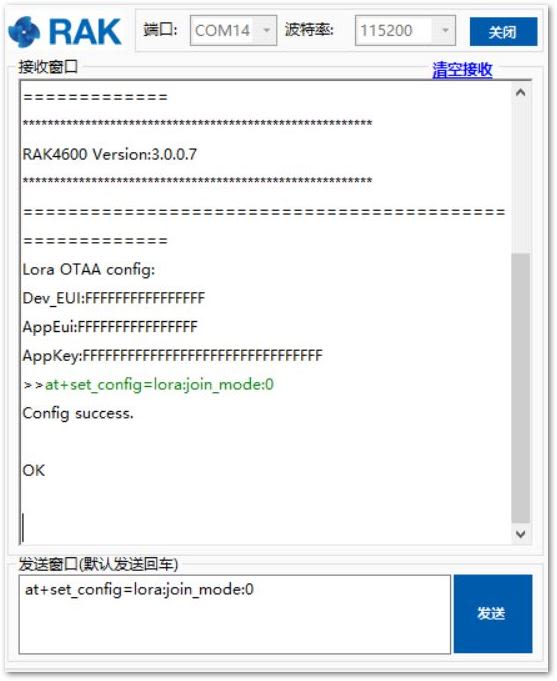 RAK 端口: COM14 波特率: 115200 关闭
接收窗口 清空接收
=============
********************************************************
RAK4600 Version:3.0.0.7
********************************************************
===========================================
=============
Lora OTAA config:
Dev_EUI:FFFFFFFFFFFFFFFF
AppEui:FFFFFFFFFFFFFFFF
AppKey:FFFFFFFFFFFFFFFFFFFFFFFFFFFFFFFF
>>at+set_config=lora:join_mode:0
Config success.
OK
发送窗口(默认发送回车)
at+set_config=lora:join_mode:0
发送